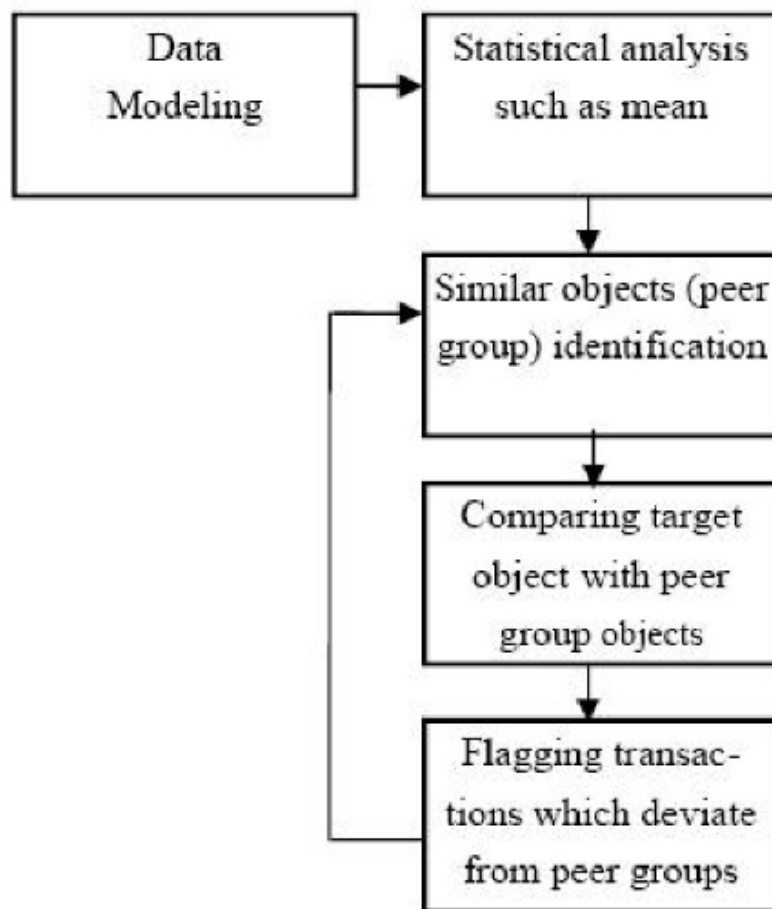 Data
Modeling
Statistical analysis
such as mean
Similar objects (peer
group) identification
Comparing target
object with peer
group objects
Flagging transac-
tions which deviate
from peer groups